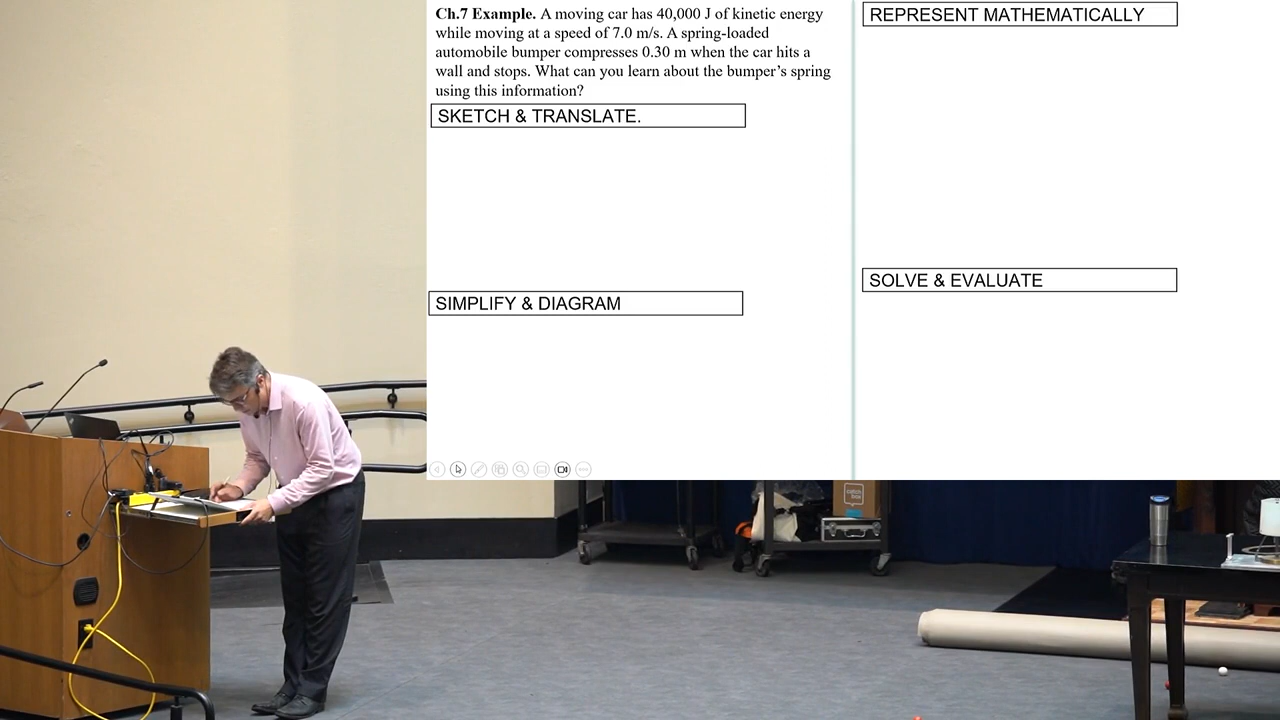 Ch.7 Example. A moving car has 40,000 J of kinetic energy
while moving at a speed of 7.0 m/s. A spring-loaded
automobile bumper compresses 0.30 m when the car hits a
wall and stops. What can you learn about the bumper's spring
using this information?
SKETCH & TRANSLATE.
SIMPLIFY & DIAGRAM
REPRESENT MATHEMATICALLY
SOLVE & EVALUATE
catch
box